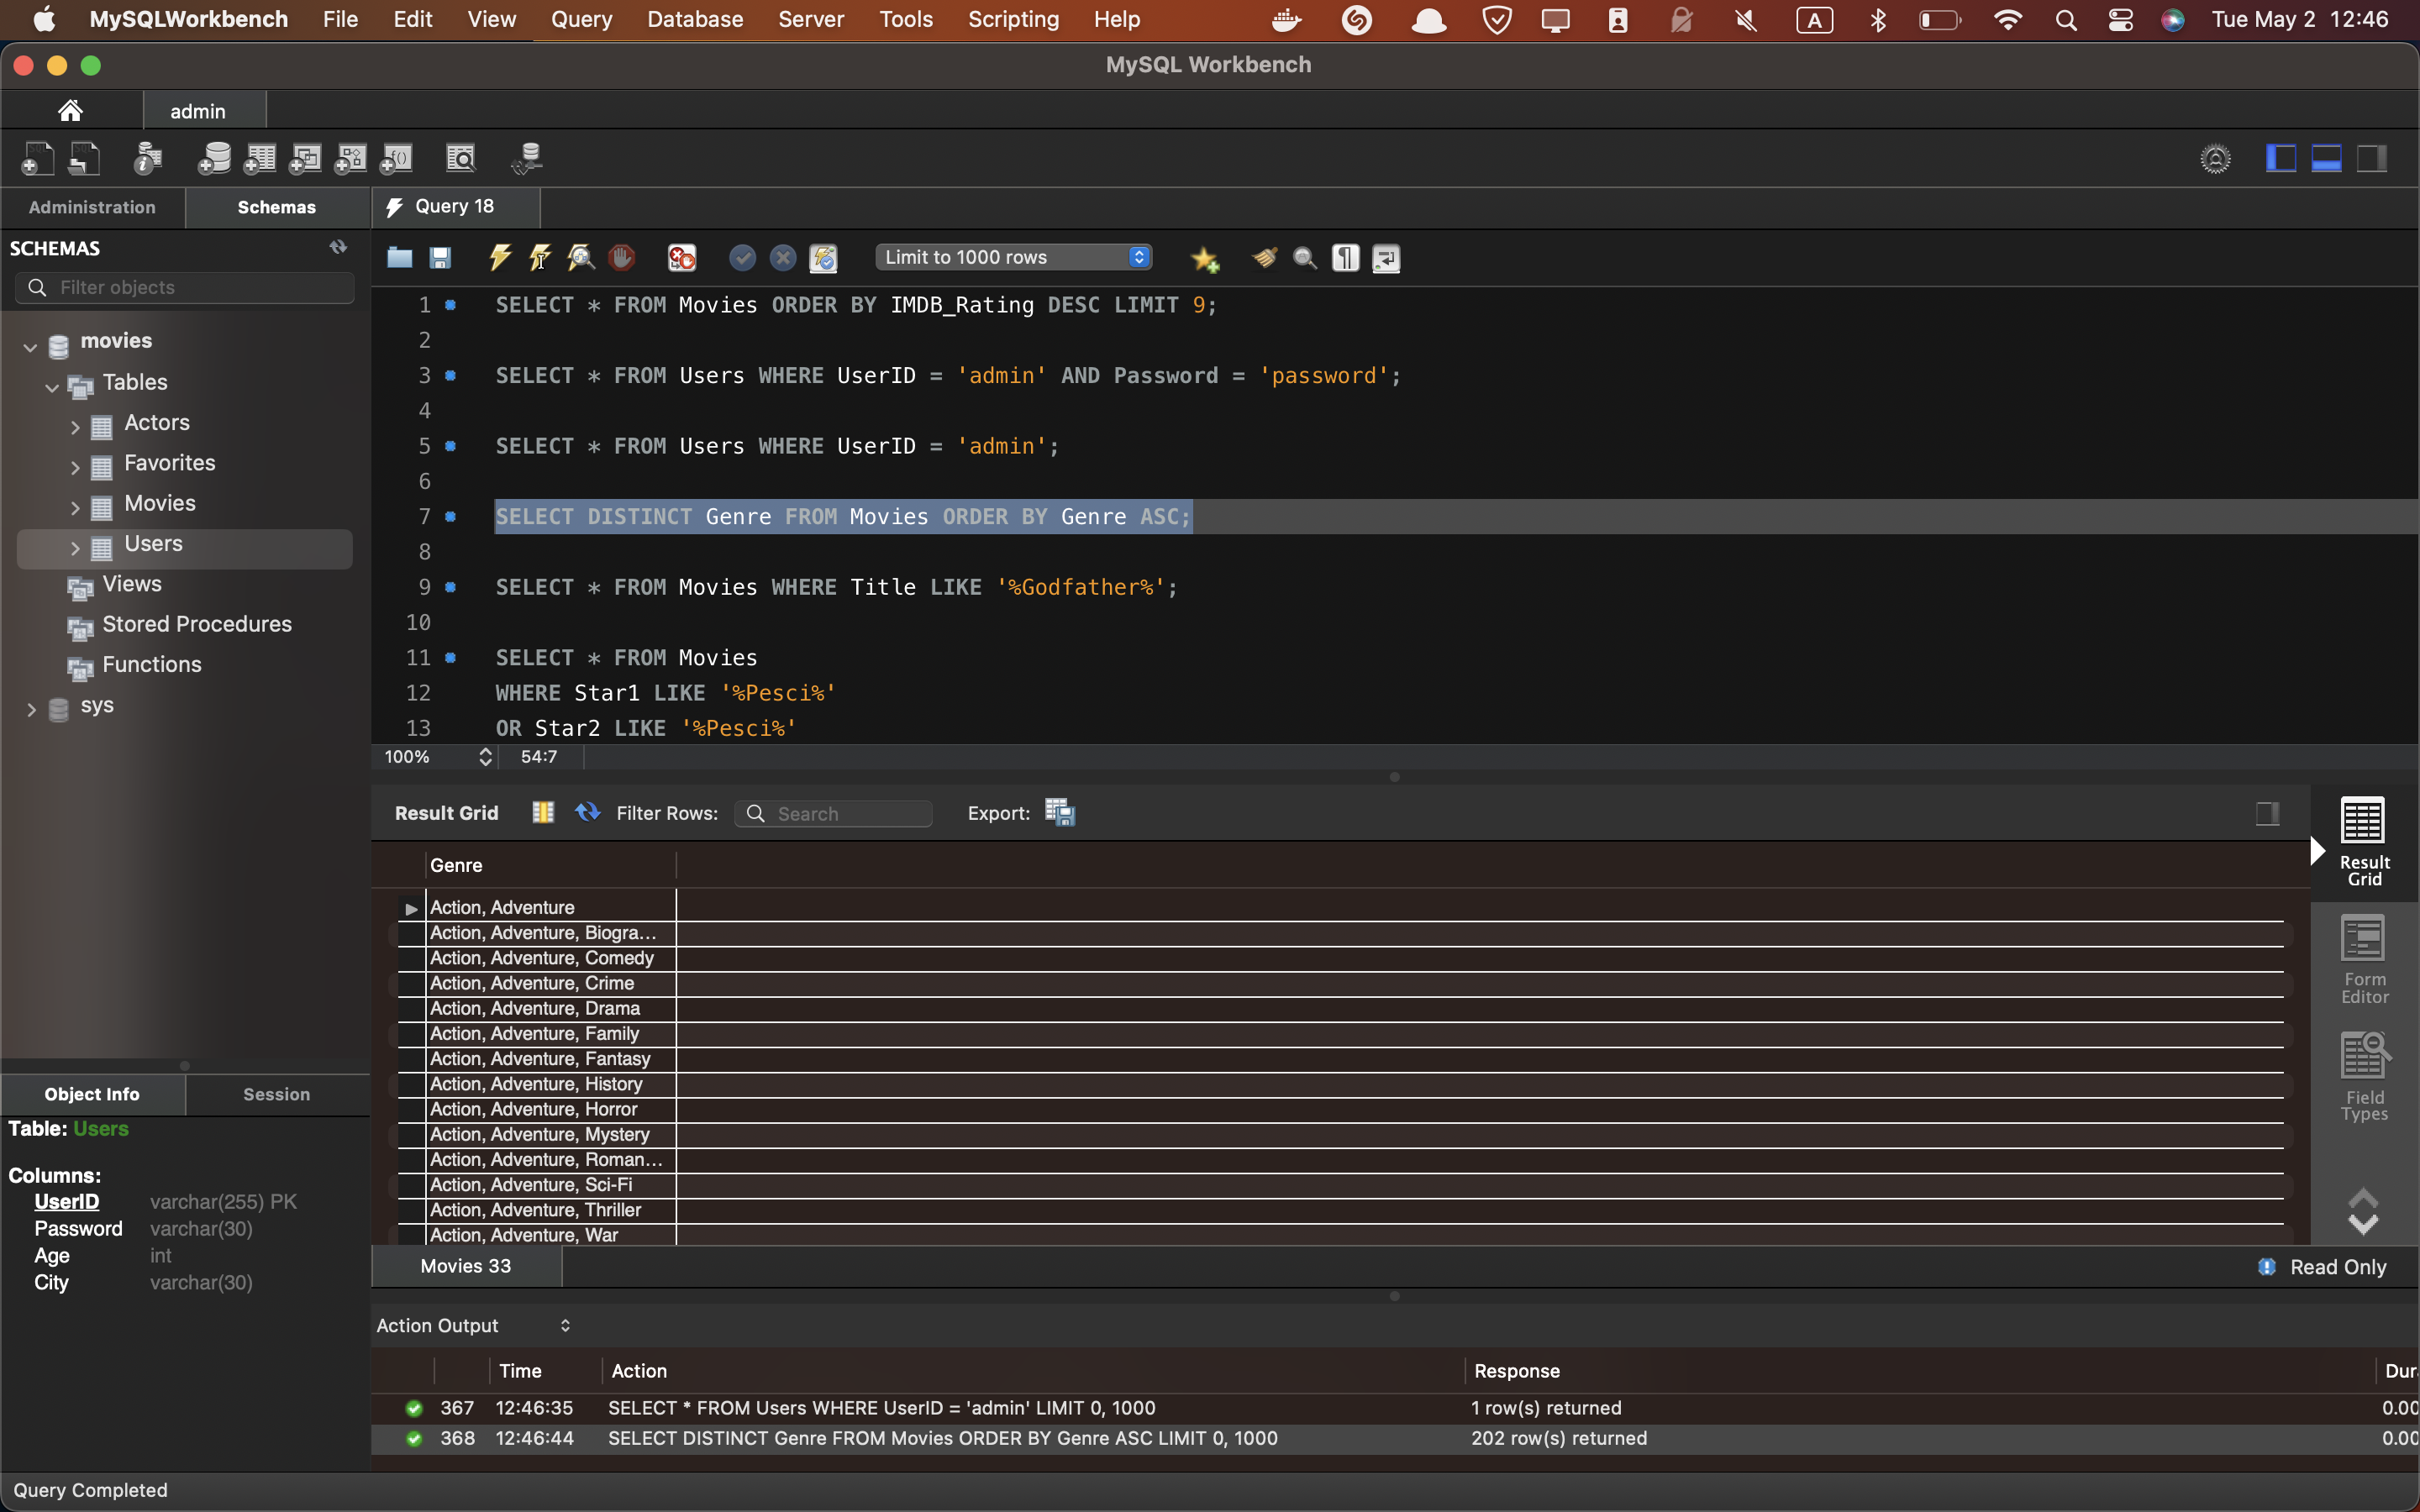 MySQLWorkbench File Edit View Query Database Server Tools Scripting Help A Tue May 2 12:46
MySQL Workbench
admin
Administration Schemas Query 18
SCHEMAS
Limit to 1000 rows
Filter objects
movies
Tables
Actors
Favorites
Movies
Users
Views
Stored Procedures
Functions
sys
1 SELECT * FROM Movies ORDER BY IMDB_Rating DESC LIMIT 9;
2
3 SELECT * FROM Users WHERE UserID = 'admin' AND Password = 'password';
4
5 SELECT * FROM Users WHERE UserID = 'admin';
6
7 SELECT DISTINCT Genre FROM Movies ORDER BY Genre ASC;
8
9 SELECT * FROM Movies WHERE Title LIKE '%Godfather%';
10
11 SELECT * FROM Movies
12 WHERE Star1 LIKE '%Pesci%'
13 OR Star2 LIKE '%Pesci%'
100% 54:7
Result Grid Filter Rows: Search Export:
Genre
Action, Adventure
Action, Adventure, Biogra...
Action, Adventure, Comedy
Action, Adventure, Crime
Action, Adventure, Drama
Action, Adventure, Family
Action, Adventure, Fantasy
Action, Adventure, History
Action, Adventure, Horror
Action, Adventure, Mystery
Action, Adventure, Roman...
Action, Adventure, Sci-Fi
Action, Adventure, Thriller
Action, Adventure, War
Result
Grid
Form
Editor
Field
Types
Object Info Session
Table: Users
Columns:
UserID varchar(255) PK
Password varchar(30)
Age int
City varchar(30)
Movies 33 Read Only
Action Output
Time Action Response Dur
367 12:46:35 SELECT * FROM Users WHERE UserID = 'admin' LIMIT 0, 1000 1 row(s) returned 0.00
368 12:46:44 SELECT DISTINCT Genre FROM Movies ORDER BY Genre ASC LIMIT 0, 1000 202 row(s) returned 0.00
Query Completed